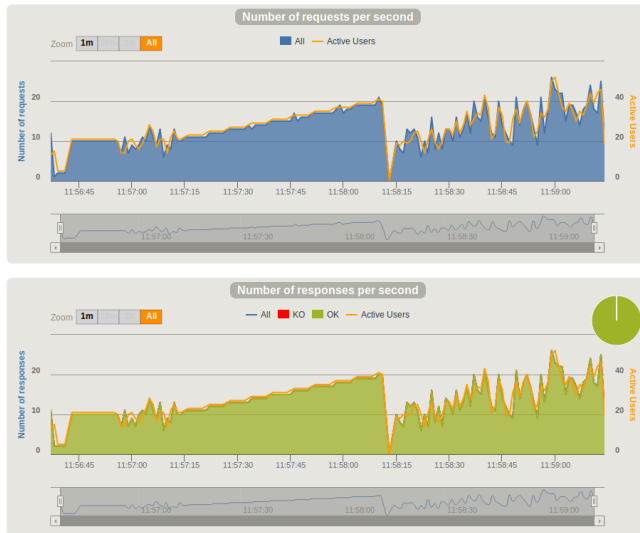 Number of requests per second
Zoom 1m All
All Active Users
Number of requests
Active Users
20
10
0
40
20
0
11:56:45 11:57:00 11:57:15 11:57:30 11:57:45 11:58:00 11:58:15 11:58:30 11:58:45 11:59:00
11:57:00 11:57:30 11:58:00 11:58:30 11:59:00
Number of responses per second
Zoom 1m All
All KO OK Active Users
Number of responses
Active Users
20
10
0
40
20
0
11:56:45 11:57:00 11:57:15 11:57:30 11:57:45 11:58:00 11:58:15 11:58:30 11:58:45 11:59:00
11:57:00 11:57:30 11:58:00 11:58:30 11:59:00